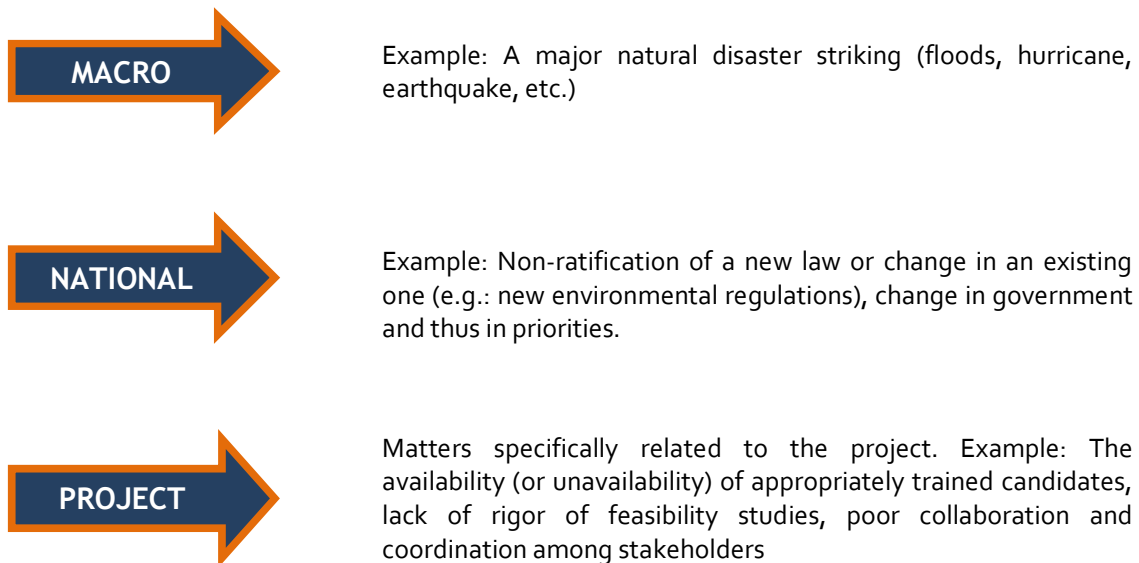 MACRO
Example: A major natural disaster striking (floods, hurricane,
earthquake, etc.)
NATIONAL
Example: Non-ratification of a new law or change in an existing
one (e.g.: new environmental regulations), change in government
and thus in priorities.
PROJECT
Matters specifically related to the project. Example: The
availability (or unavailability) of appropriately trained candidates,
lack of rigor of feasibility studies, poor collaboration and
coordination among stakeholders